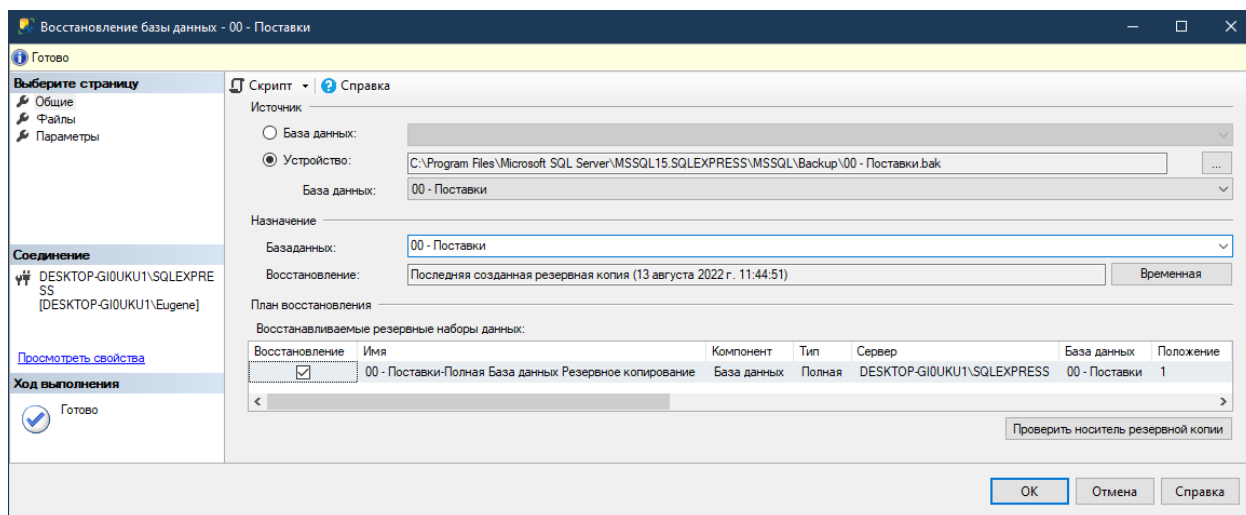 Восстановление базы данных - 00 - Поставки
Готово
Выберите страницу
Общие
Файлы
Параметры
Соединение
DESKTOP-GI0UKU1\SQLEXPRE
SS
[DESKTOP-GI0UKU1\Eugene]
Просмотреть свойства
Ход выполнения
Готово
Скрипт
Справка
Источник
База данных:
Устройство: C:\Program Files\Microsoft SQL Server\MSSQL15.SQLEXPRESS\MSSQL\Backup\00 - Поставки.bak ...
База данных: 00 - Поставки
Назначение
Базаданных: 00 - Поставки
Восстановление: Последняя созданная резервная копия (13 августа 2022 г. 11:44:51) Временная
План восстановления
Восстанавливаемые резервные наборы данных:
Восстановление Имя Компонент Тип Сервер База данных Положение
00 - Поставки-Полная База данных Резервное копирование База данных Полная DESKTOP-GI0UKU1\SQLEXPRESS 00 - Поставки 1
Проверить носитель резервной копии
ОК Отмена Справка